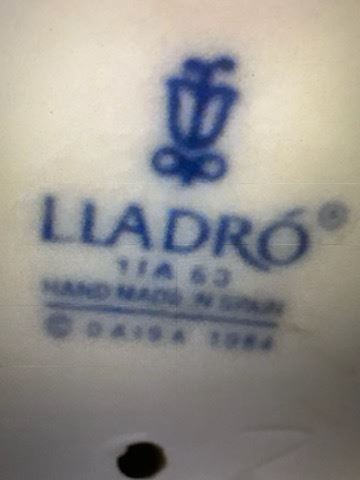 LLADRÓ®
HAND MADE IN SPAIN
© DAISA 1984